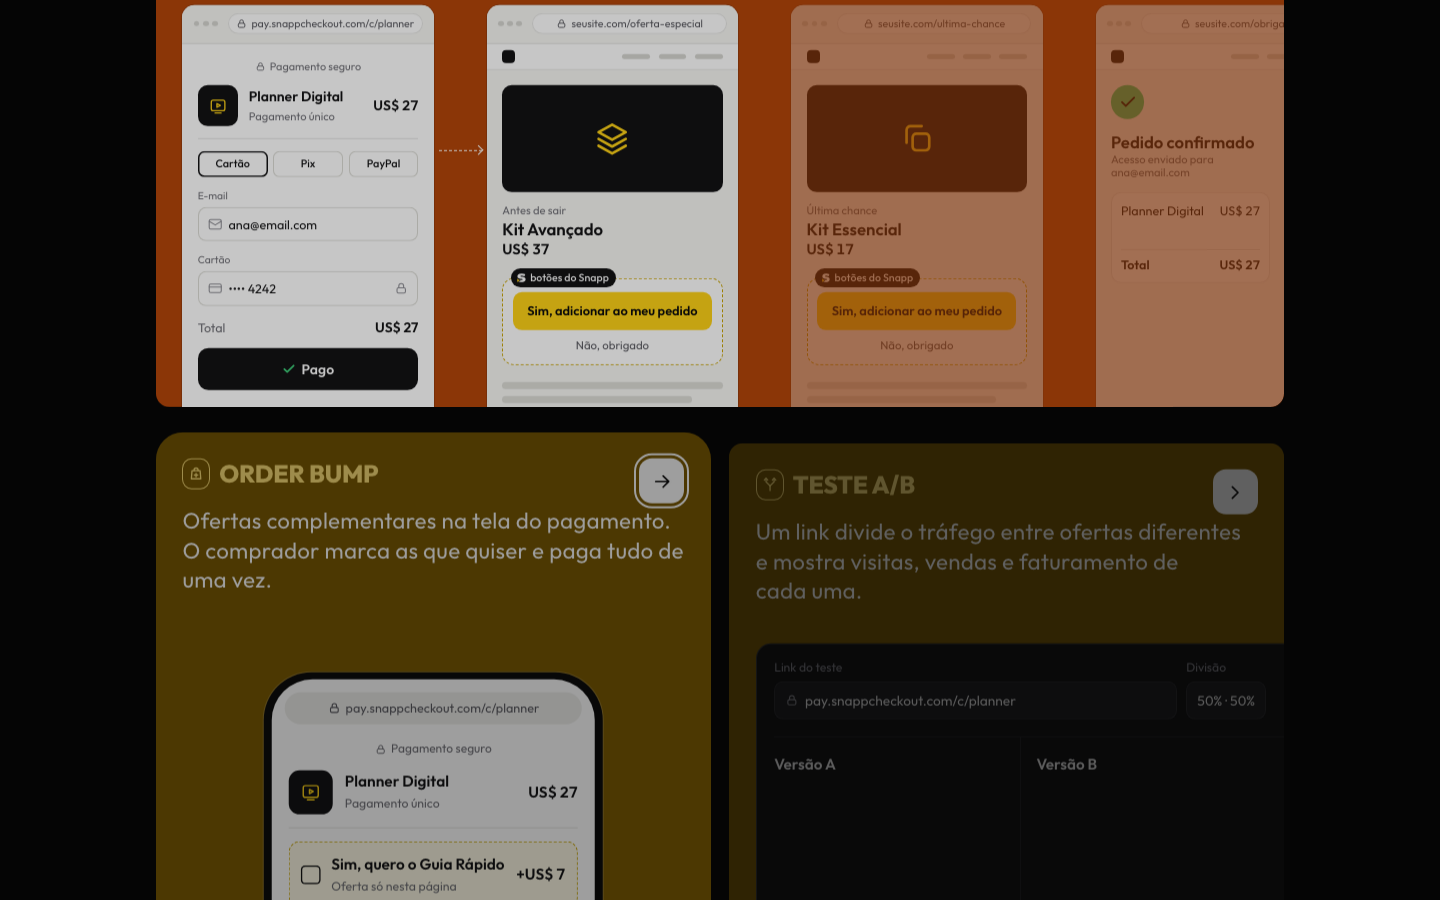 pay.snappcheckout.com/c/planner
Pagamento seguro
Planner Digital
Pagamento único
US$ 27
Cartão
Pix
PayPal
E-mail
ana@email.com
Cartão
•••• 4242
Total
US$ 27
Pago
seusite.com/oferta-especial
Antes de sair
Kit Avançado
US$ 37
S botões do Snapp
Sim, adicionar ao meu pedido
Não, obrigado
seusite.com/ultima-chance
Última chance
Kit Essencial
US$ 17
S botões do Snapp
Sim, adicionar ao meu pedido
Não, obrigado
seusite.com/obriga
Pedido confirmado
Acesso enviado para
ana@email.com
Planner Digital US$ 27
Total US$ 27
ORDER BUMP
Ofertas complementares na tela do pagamento.
O comprador marca as que quiser e paga tudo de
uma vez.
pay.snappcheckout.com/c/planner
Pagamento seguro
Planner Digital
Pagamento único
US$ 27
Sim, quero o Guia Rápido
Oferta só nesta página
+US$ 7
TESTE A/B
Um link divide o tráfego entre ofertas diferentes
e mostra visitas, vendas e faturamento de
cada uma.
Link do teste
pay.snappcheckout.com/c/planner
Divisão
50% · 50%
Versão A
Versão B